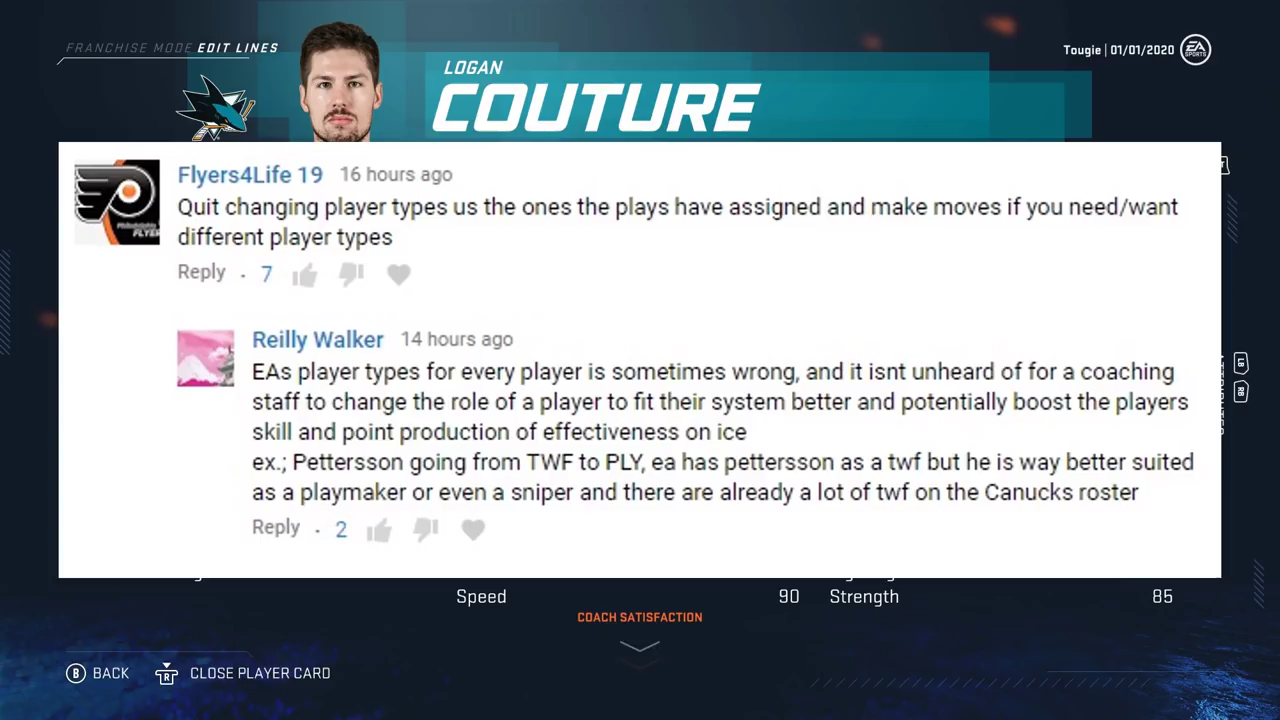 FRANCHISE MODE EDIT LINES
Tougie | 01/01/2020
EA SPORTS
LOGAN
COUTURE
Flyers4Life 19 16 hours ago
Quit changing player types us the ones the plays have assigned and make moves if you need/want
different player types
Reply · 7
Reilly Walker 14 hours ago
EAs player types for every player is sometimes wrong, and it isnt unheard of for a coaching
staff to change the role of a player to fit their system better and potentially boost the players
skill and point production of effectiveness on ice
ex.; Pettersson going from TWF to PLY, ea has pettersson as a twf but he is way better suited
as a playmaker or even a sniper and there are already a lot of twf on the Canucks roster
Reply · 2
LB
RB
Speed 90 Strength 85
COACH SATISFACTION
B BACK R CLOSE PLAYER CARD